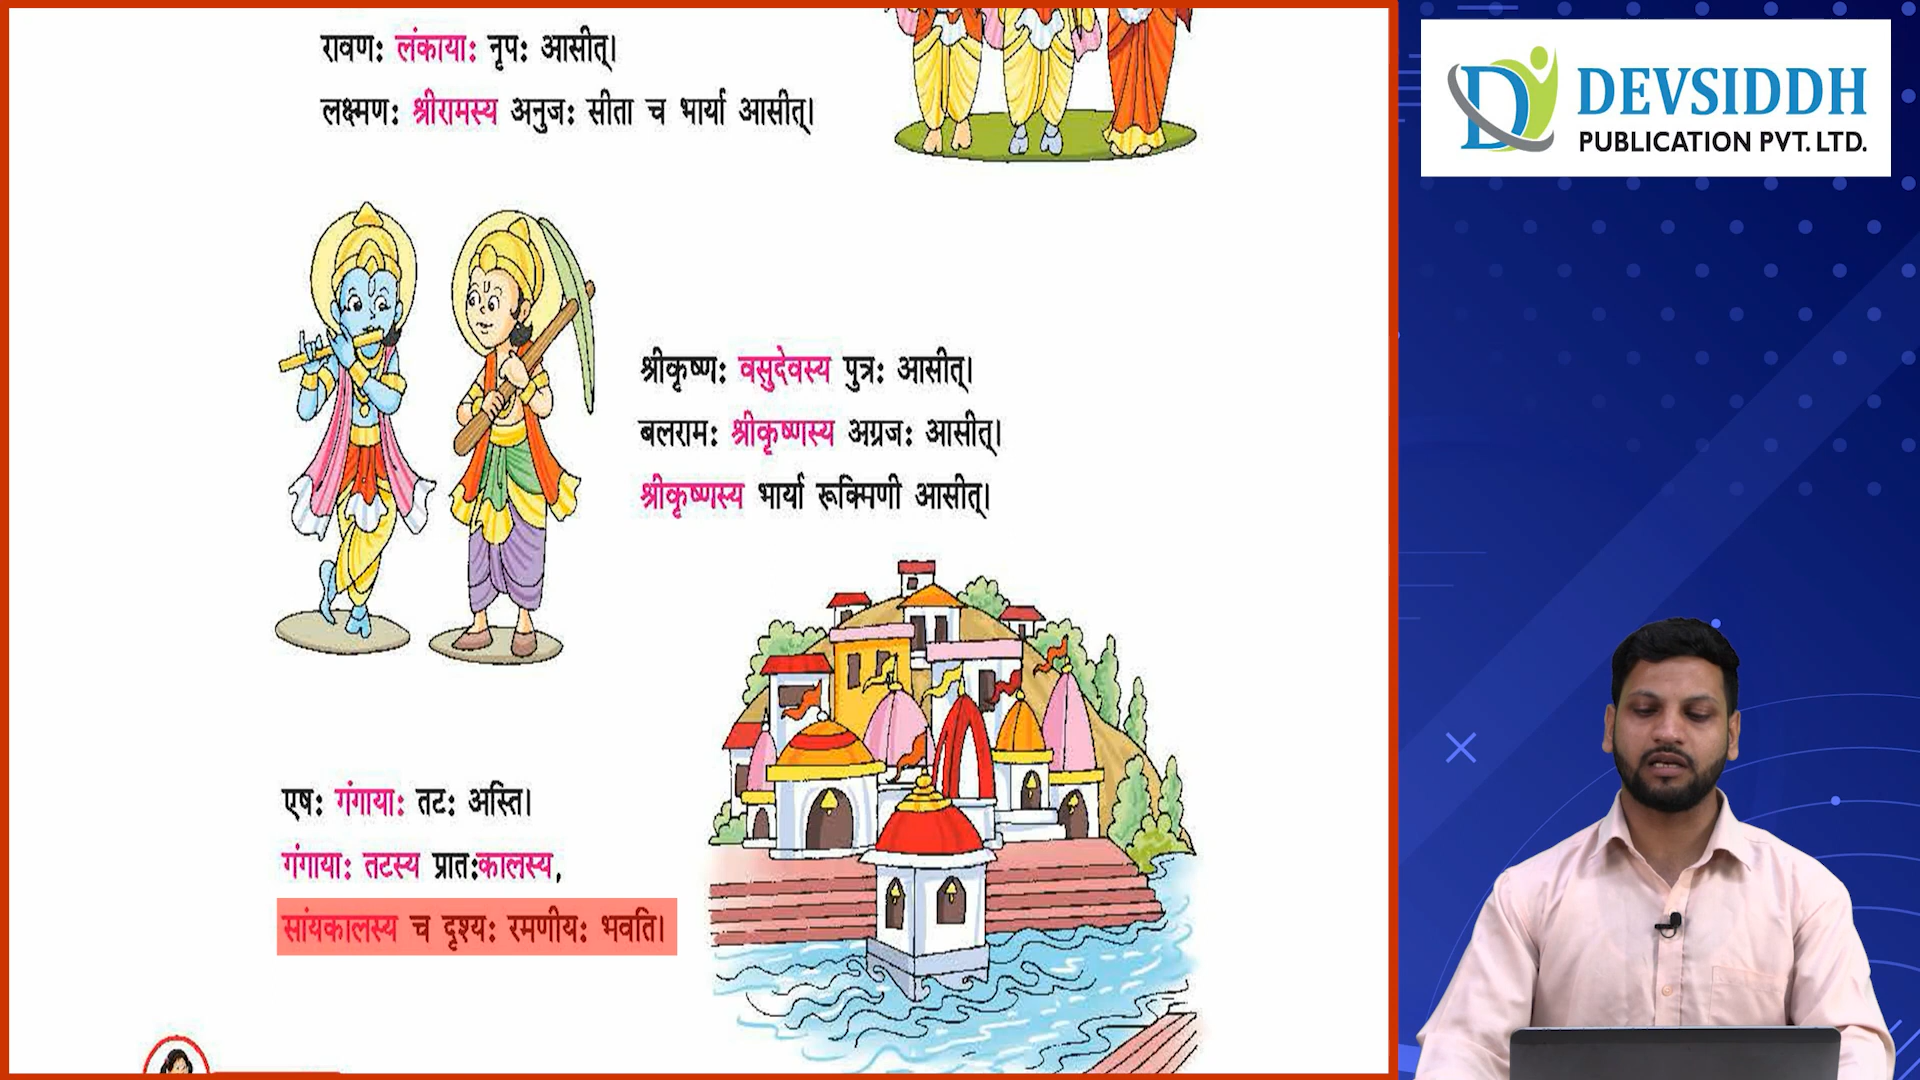 रावणः लंकायाः नृपः आसीत्।
लक्ष्मणः श्रीरामस्य अनुजः सीता च भार्या आसीत्।
श्रीकृष्णः वसुदेवस्य पुत्रः आसीत्।
बलरामः श्रीकृष्णस्य अग्रजः आसीत्।
श्रीकृष्णस्य भार्या रूक्मिणी आसीत्।
एषः गंगायाः तटः अस्ति।
गंगायाः तटस्य प्रातःकालस्य,
सांयकालस्य च दृश्यः रमणीयः भवति।
DEVSIDDH
PUBLICATION PVT. LTD.